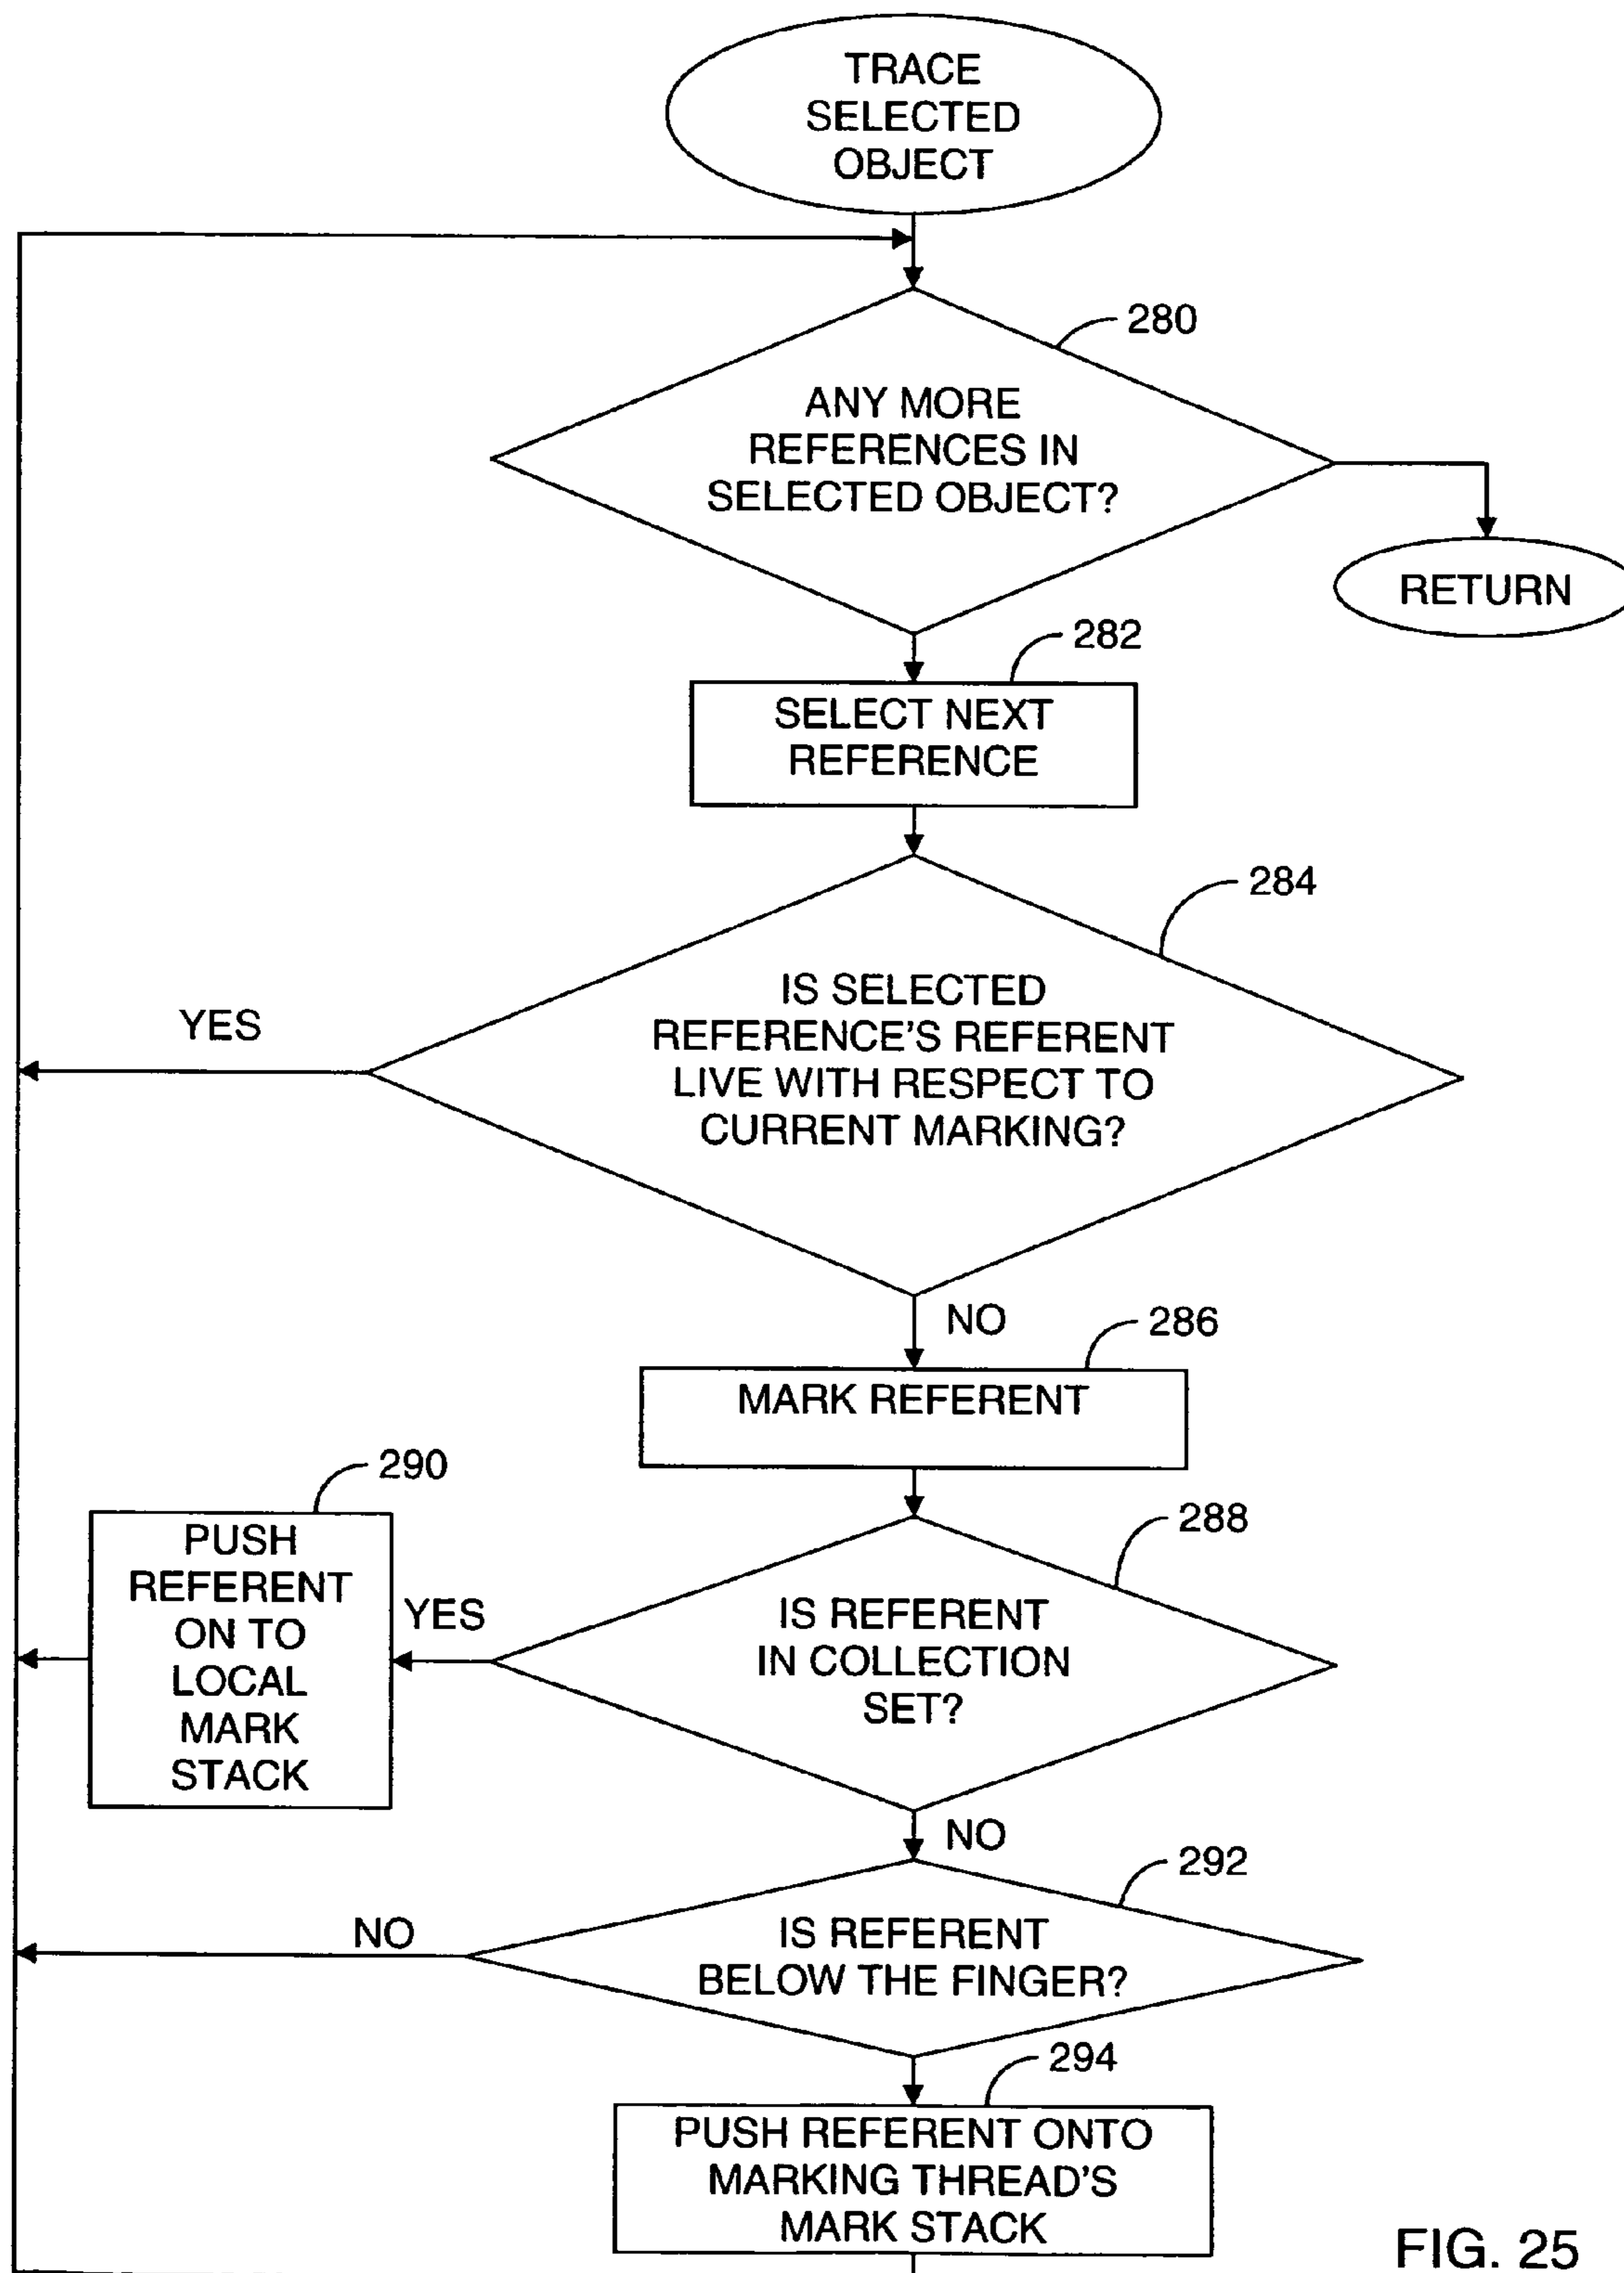 TRACE
SELECTED
OBJECT
280
ANY MORE
REFERENCES IN
SELECTED OBJECT?
RETURN
282
SELECT NEXT
REFERENCE
284
IS SELECTED
REFERENCE'S REFERENT
LIVE WITH RESPECT TO
CURRENT MARKING?
YES
NO
286
MARK REFERENT
290
PUSH
REFERENT
ON TO
LOCAL
MARK
STACK
YES
288
IS REFERENT
IN COLLECTION
SET?
NO
292
IS REFERENT
BELOW THE FINGER?
NO
294
PUSH REFERENT ONTO
MARKING THREAD'S
MARK STACK
FIG. 25